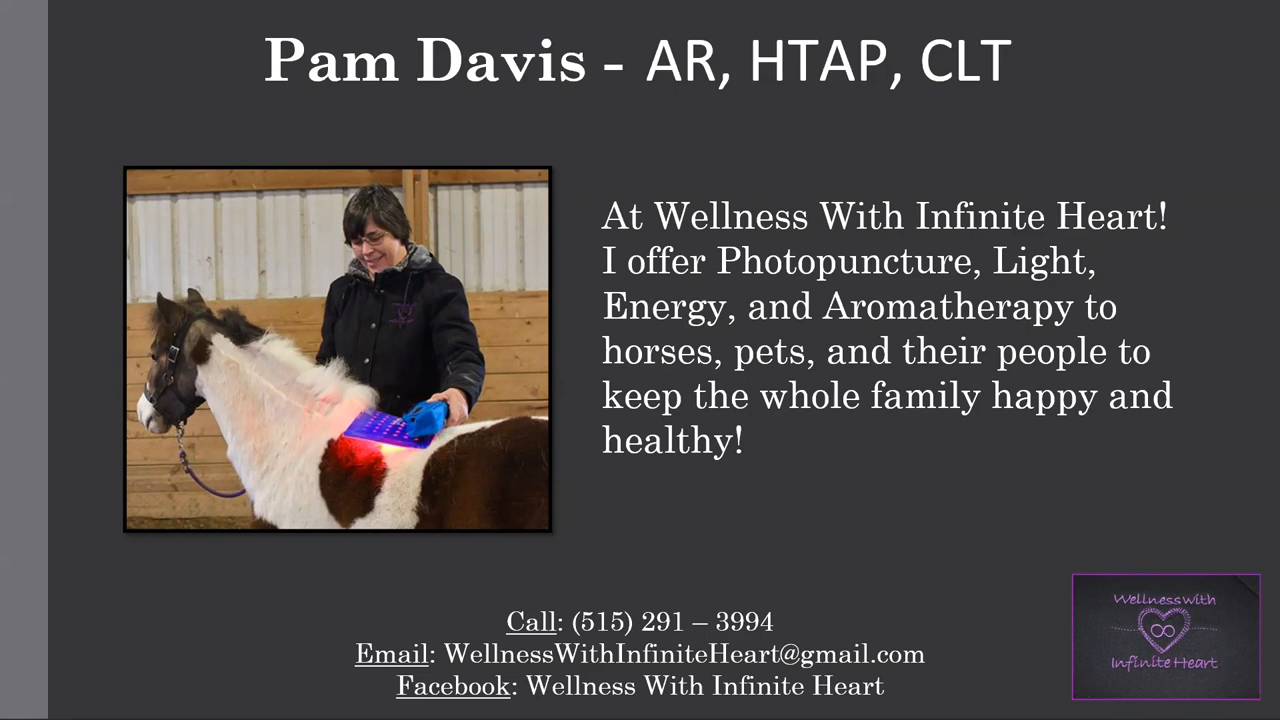 Pam Davis - AR, HTAP, CLT
At Wellness With Infinite Heart!
I offer Photopuncture, Light,
Energy, and Aromatherapy to
horses, pets, and their people to
keep the whole family happy and
healthy!
Call: (515) 291 – 3994
Email: WellnessWithInfiniteHeart@gmail.com
Facebook: Wellness With Infinite Heart
Wellness with
Infinite Heart